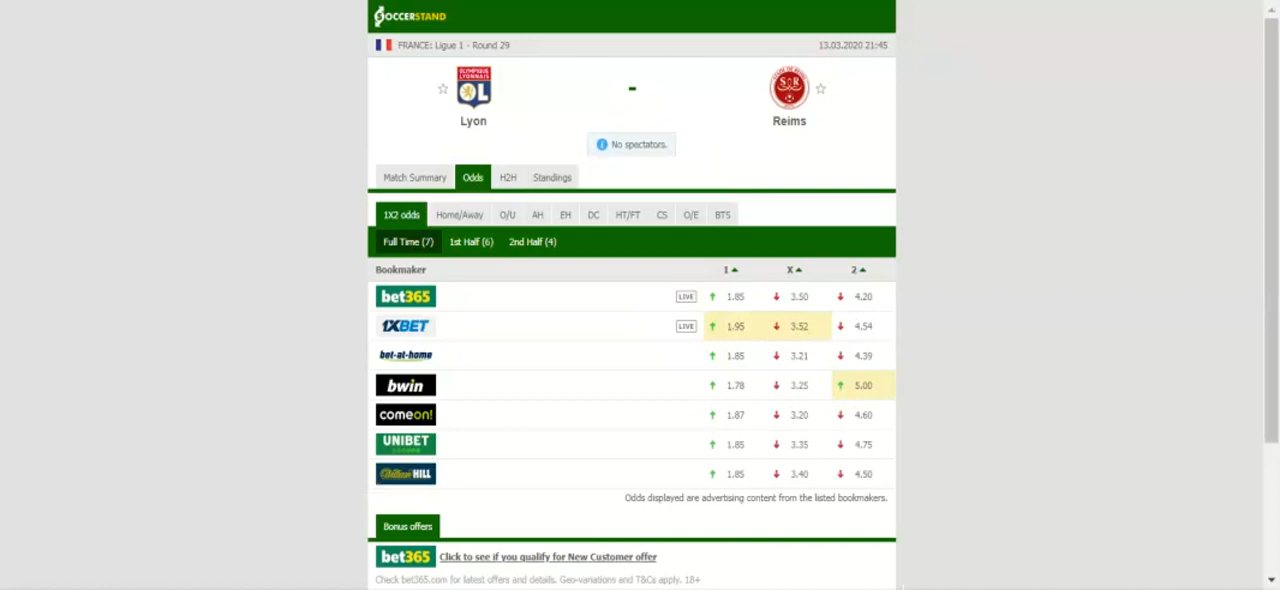 SOCCERSTAND
FRANCE: Ligue 1 - Round 29 13.03.2020 21:45
OLYMPIQUE
LYONNAIS
OL
Lyon - Reims
No spectators.
Match Summary Odds H2H Standings
1X2 odds Home/Away O/U AH EH DC HT/FT CS O/E BTS
Full Time (7) 1st Half (6) 2nd Half (4)
Bookmaker 1 X 2
bet365 LIVE 1.85 3.50 4.20
1XBET LIVE 1.95 3.52 4.54
bet-at-home 1.85 3.21 4.39
bwin 1.78 3.25 5.00
comeon! 1.87 3.20 4.60
UNIBET 1.85 3.35 4.75
William HILL 1.85 3.40 4.50
Odds displayed are advertising content from the listed bookmakers.
Bonus offers
bet365 Click to see if you qualify for New Customer offer
Check bet365.com for latest offers and details. Geo-variations and T&Cs apply. 18+